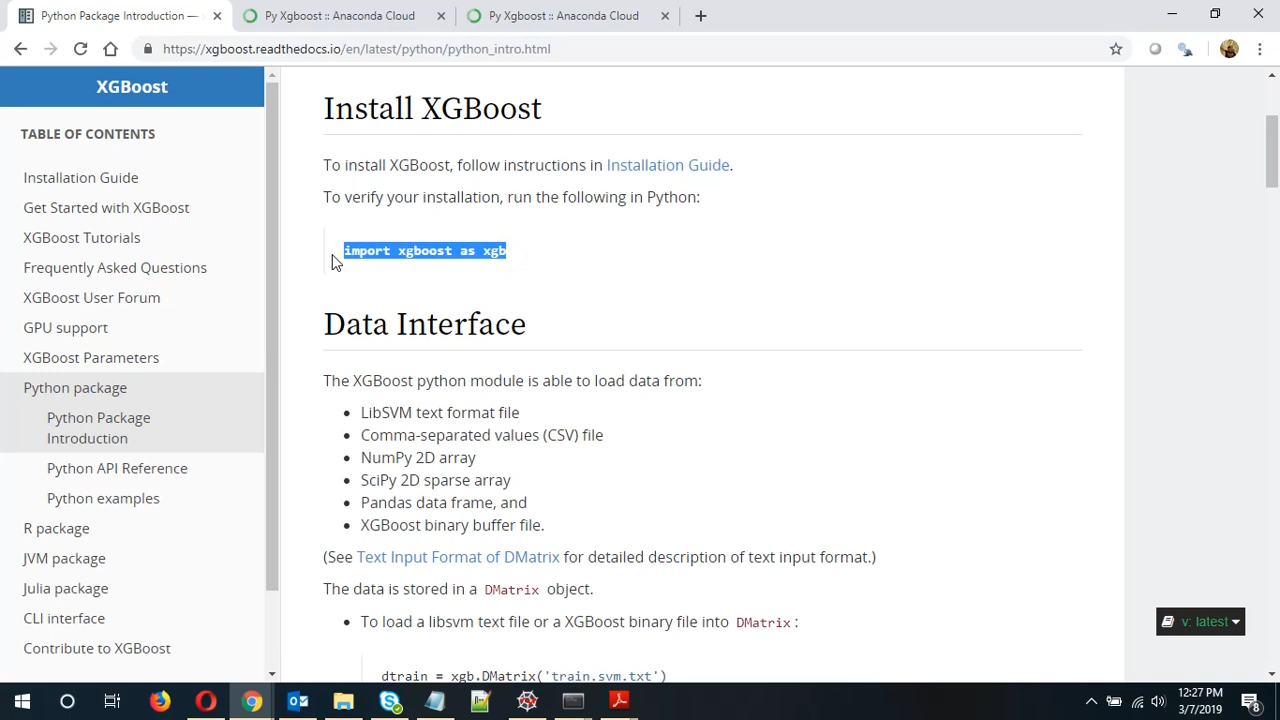 Python Package Introduction —
Py Xgboost :: Anaconda Cloud
Py Xgboost :: Anaconda Cloud
https://xgboost.readthedocs.io/en/latest/python/python_intro.html
XGBoost
TABLE OF CONTENTS
Installation Guide
Get Started with XGBoost
XGBoost Tutorials
Frequently Asked Questions
XGBoost User Forum
GPU support
XGBoost Parameters
Python package
Python Package
Introduction
Python API Reference
Python examples
R package
JVM package
Julia package
CLI interface
Contribute to XGBoost
Install XGBoost
To install XGBoost, follow instructions in Installation Guide.
To verify your installation, run the following in Python:
import xgboost as xgb
Data Interface
The XGBoost python module is able to load data from:
• LibSVM text format file
• Comma-separated values (CSV) file
• NumPy 2D array
• SciPy 2D sparse array
• Pandas data frame, and
• XGBoost binary buffer file.
(See Text Input Format of DMatrix for detailed description of text input format.)
The data is stored in a DMatrix object.
• To load a libsvm text file or a XGBoost binary file into DMatrix:
dtrain = xgb.DMatrix('train.svm.txt')
v: latest
12:27 PM
3/7/2019
8